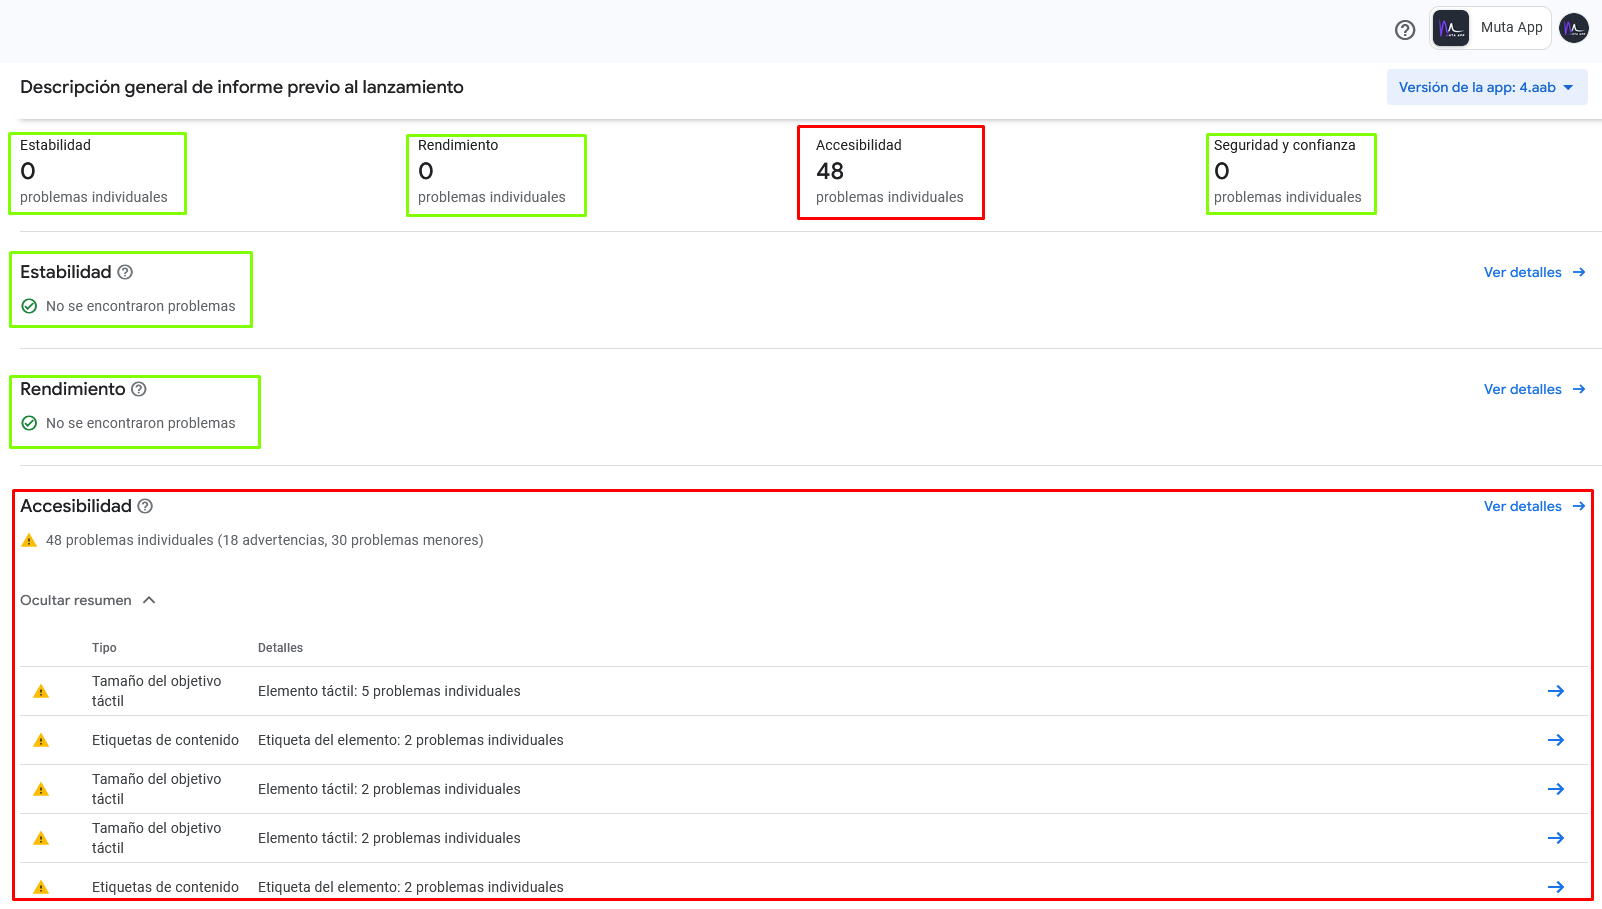 Muta App
Descripción general de informe previo al lanzamiento
Versión de la app: 4.aab
Estabilidad
0
problemas individuales
Rendimiento
0
problemas individuales
Accesibilidad
48
problemas individuales
Seguridad y confianza
0
problemas individuales
Estabilidad
Ver detalles
No se encontraron problemas
Rendimiento
Ver detalles
No se encontraron problemas
Accesibilidad
Ver detalles
48 problemas individuales (18 advertencias, 30 problemas menores)
Ocultar resumen
Tipo
Detalles
Tamaño del objetivo
táctil
Elemento táctil: 5 problemas individuales
Etiquetas de contenido
Etiqueta del elemento: 2 problemas individuales
Tamaño del objetivo
táctil
Elemento táctil: 2 problemas individuales
Tamaño del objetivo
táctil
Elemento táctil: 2 problemas individuales
Etiquetas de contenido
Etiqueta del elemento: 2 problemas individuales